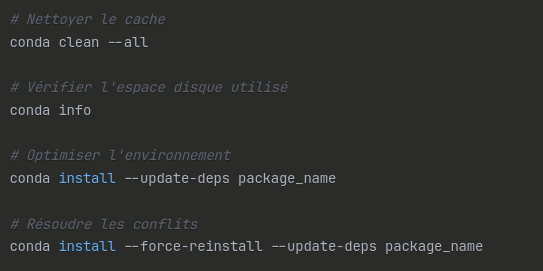 # Nettoyer le cache
conda clean --all
# Vérifier l'espace disque utilisé
conda info
# Optimiser l'environnement
conda install --update-deps package_name
# Résoudre les conflits
conda install --force-reinstall --update-deps package_name